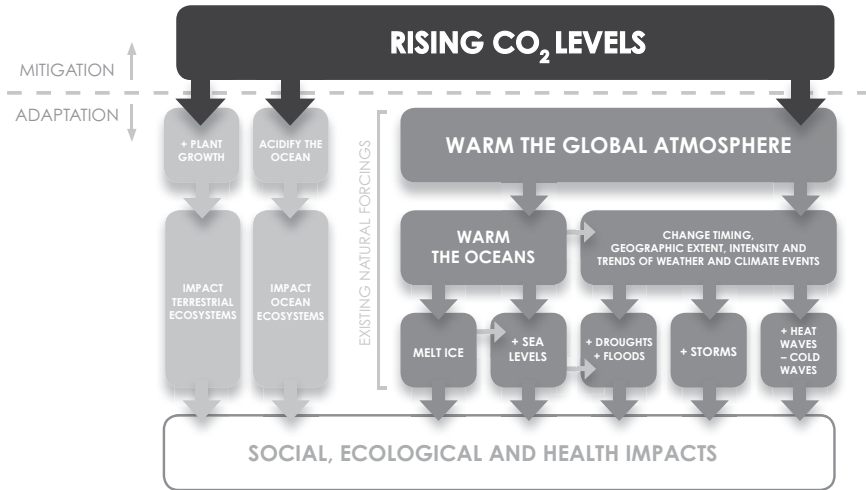 RISING CO2 LEVELS
MITIGATION
ADAPTATION
+ PLANT
GROWTH
ACIDIFY THE
OCEAN
EXISTING NATURAL FORCINGS
WARM THE GLOBAL ATMOSPHERE
IMPACT
TERRESTRIAL
ECOSYSTEMS
IMPACT
OCEAN
ECOSYSTEMS
WARM
THE OCEANS
CHANGE TIMING,
GEOGRAPHIC EXTENT, INTENSITY AND
TRENDS OF WEATHER AND CLIMATE EVENTS
MELT ICE
+ SEA
LEVELS
+ DROUGHTS
+ FLOODS
+ STORMS
+ HEAT
WAVES
– COLD
WAVES
SOCIAL, ECOLOGICAL AND HEALTH IMPACTS